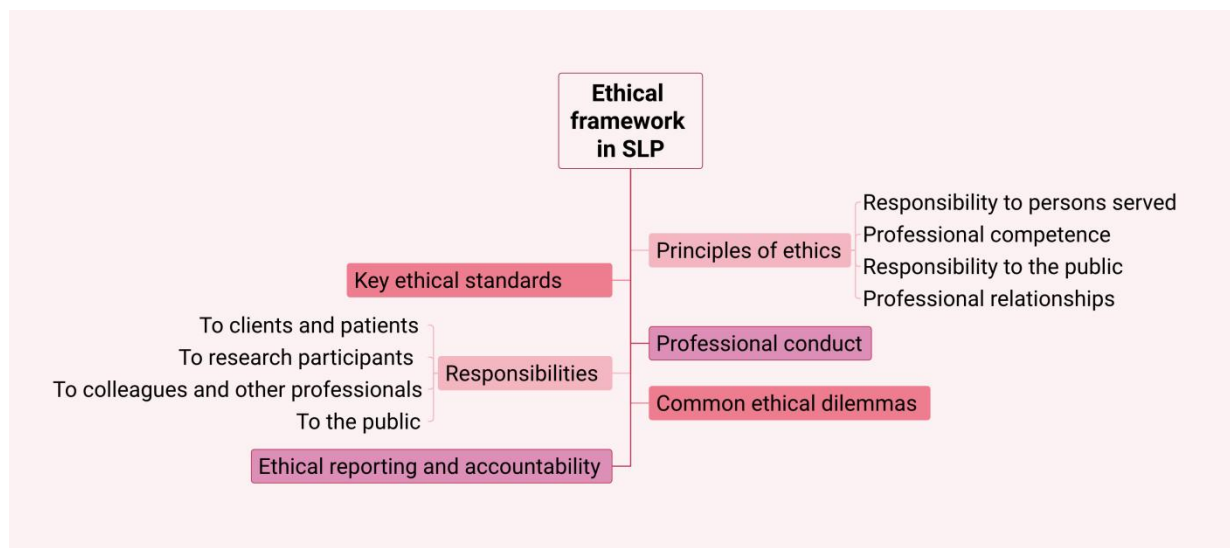 Ethical
framework
in SLP
Principles of ethics
Responsibility to persons served
Professional competence
Responsibility to the public
Professional relationships
Key ethical standards
Professional conduct
Responsibilities
To clients and patients
To research participants
To colleagues and other professionals
To the public
Common ethical dilemmas
Ethical reporting and accountability